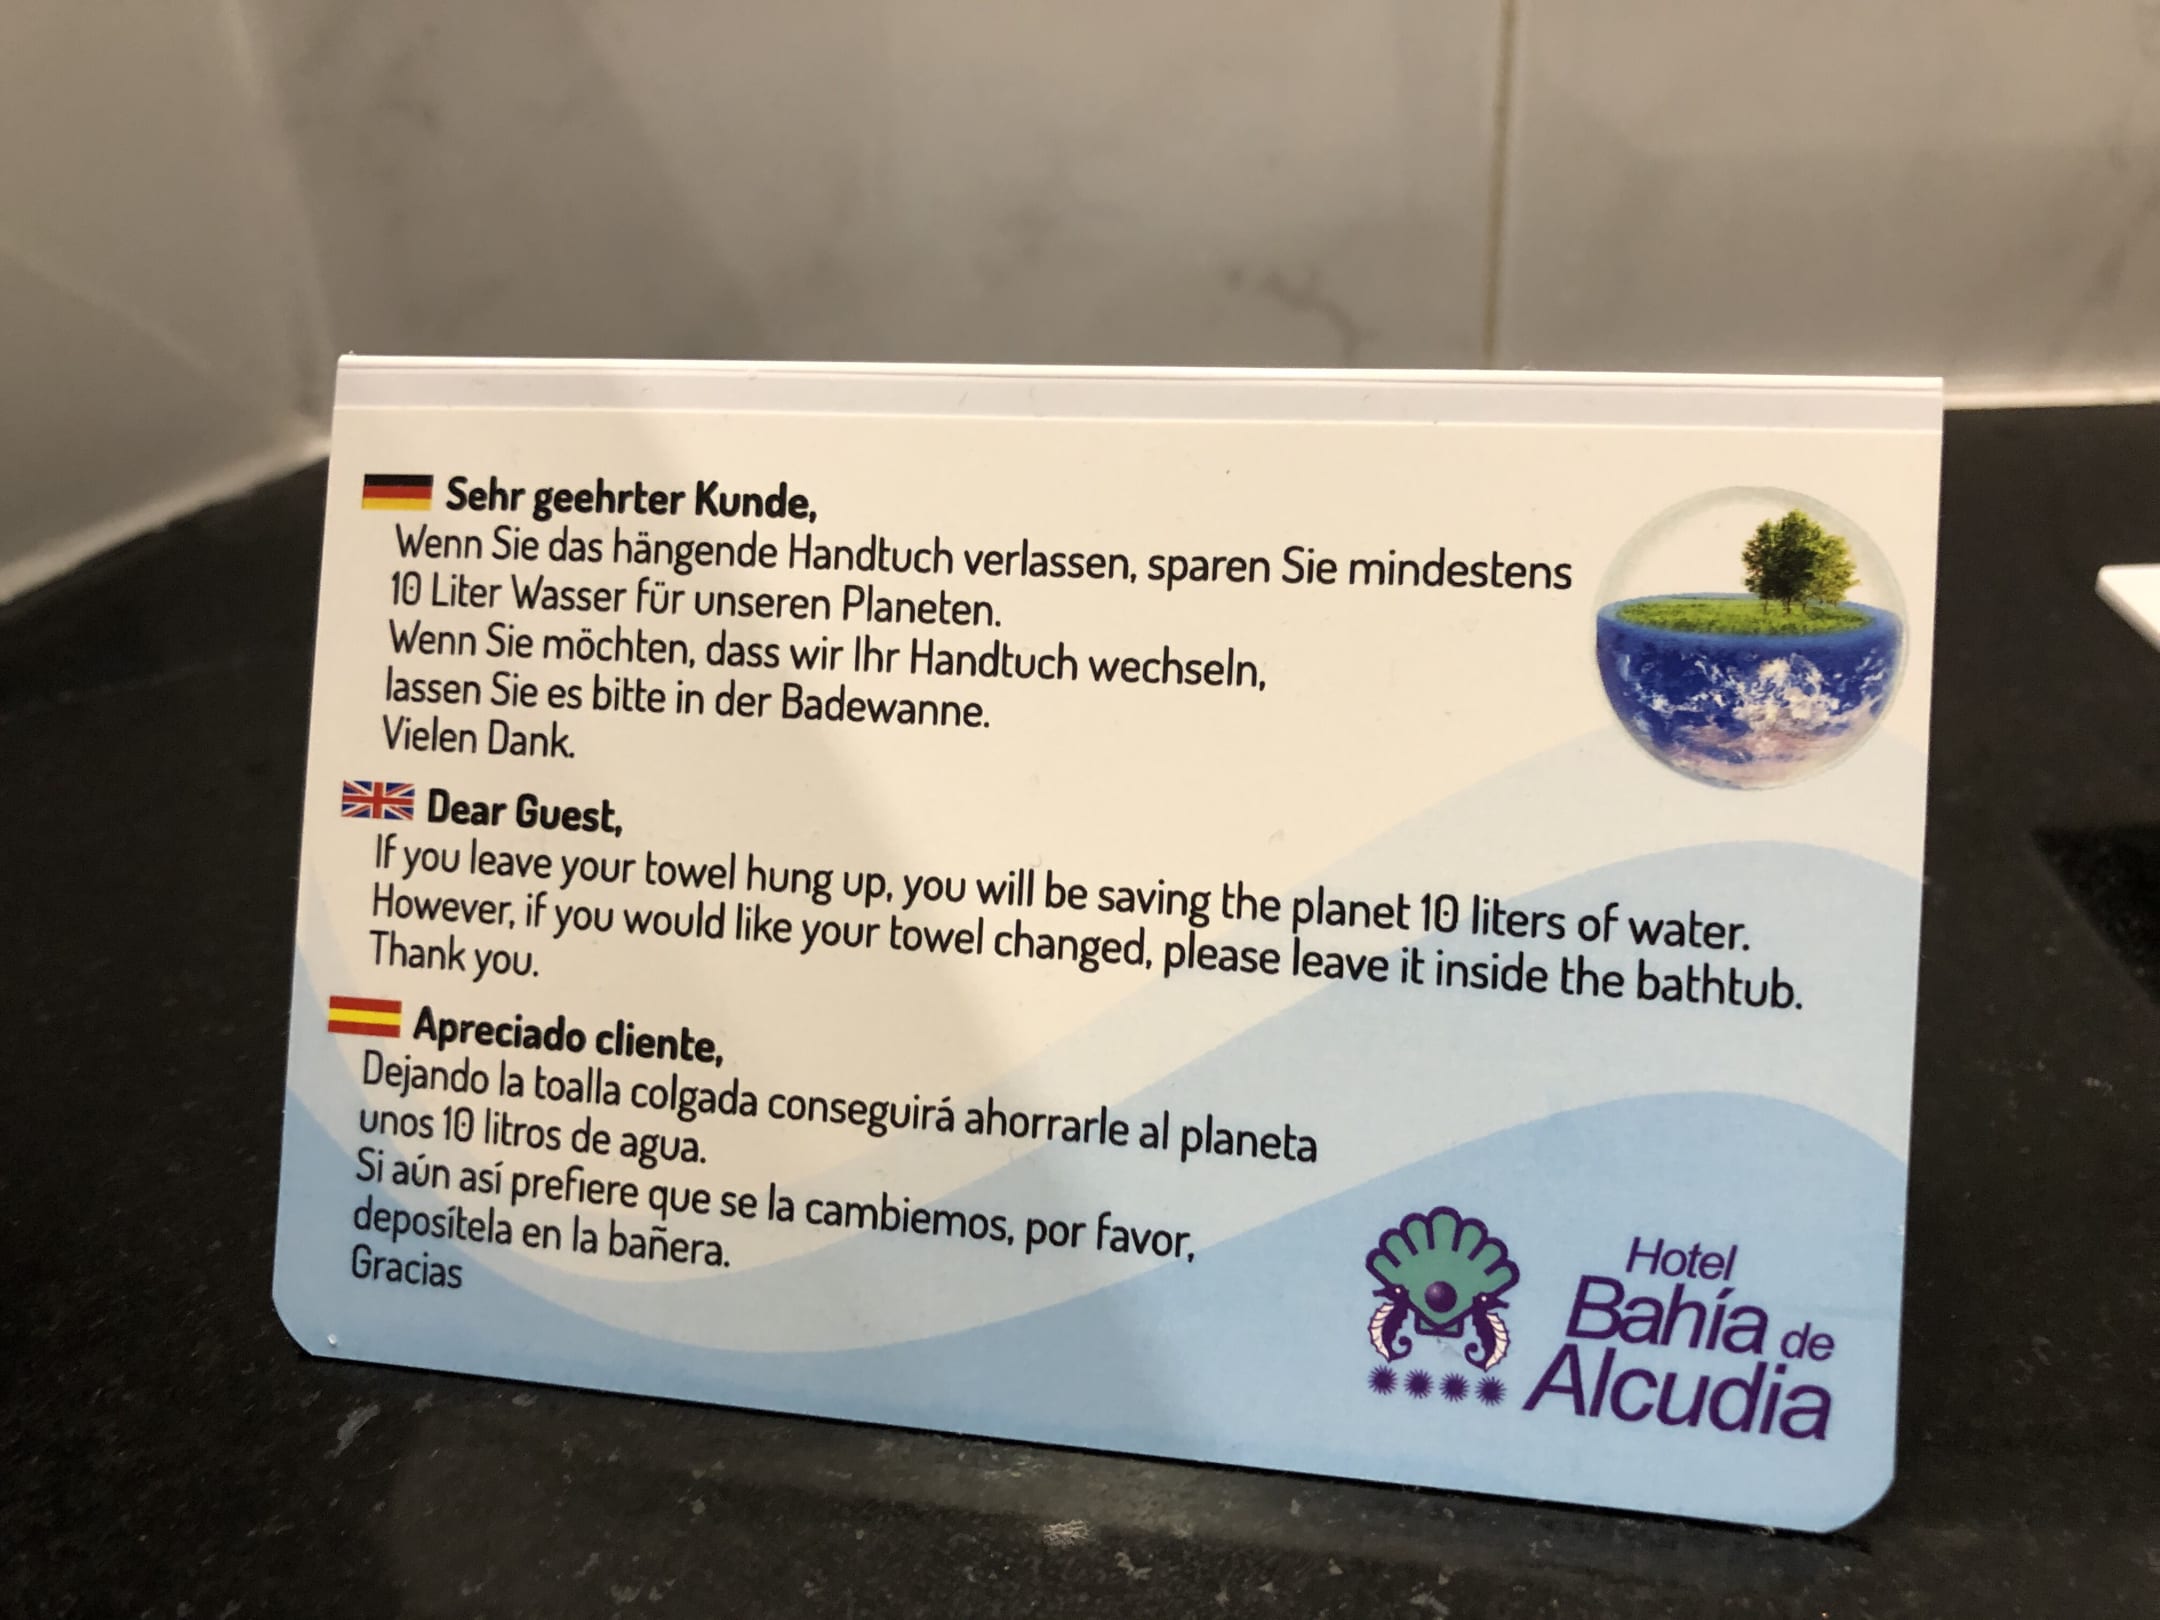 Sehr geehrter Kunde,
Wenn Sie das hängende Handtuch verlassen, sparen Sie mindestens
10 Liter Wasser für unseren Planeten.
Wenn Sie möchten, dass wir Ihr Handtuch wechseln,
lassen Sie es bitte in der Badewanne.
Vielen Dank.
Dear Guest,
If you leave your towel hung up, you will be saving the planet 10 liters of water.
However, if you would like your towel changed, please leave it inside the bathtub.
Thank you.
Apreciado cliente,
Dejando la toalla colgada conseguirá ahorrarle al planeta
unos 10 litros de agua.
Si aún así prefiere que se la cambiemos, por favor,
deposítela en la bañera.
Gracias
Hotel
Bahía de
Alcudia